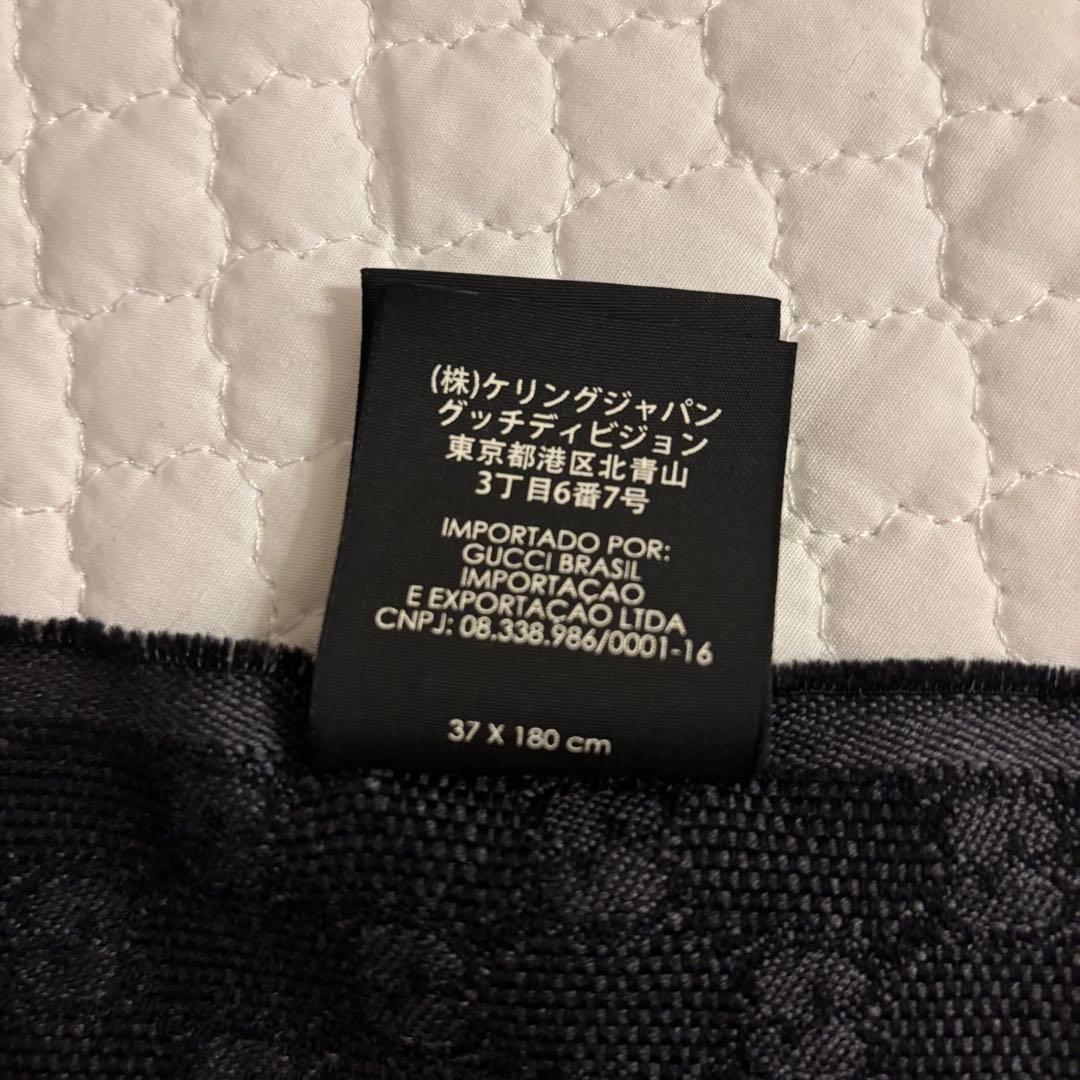 (株)ケリングジャパン
グッチディビジョン
東京都港区北青山
3丁目6番7号
IMPORTADO POR:
GUCCI BRASIL
IMPORTAÇAO
E EXPORTAÇAO LTDA
CNPJ: 08.338.986/0001-16
37 X 180 cm